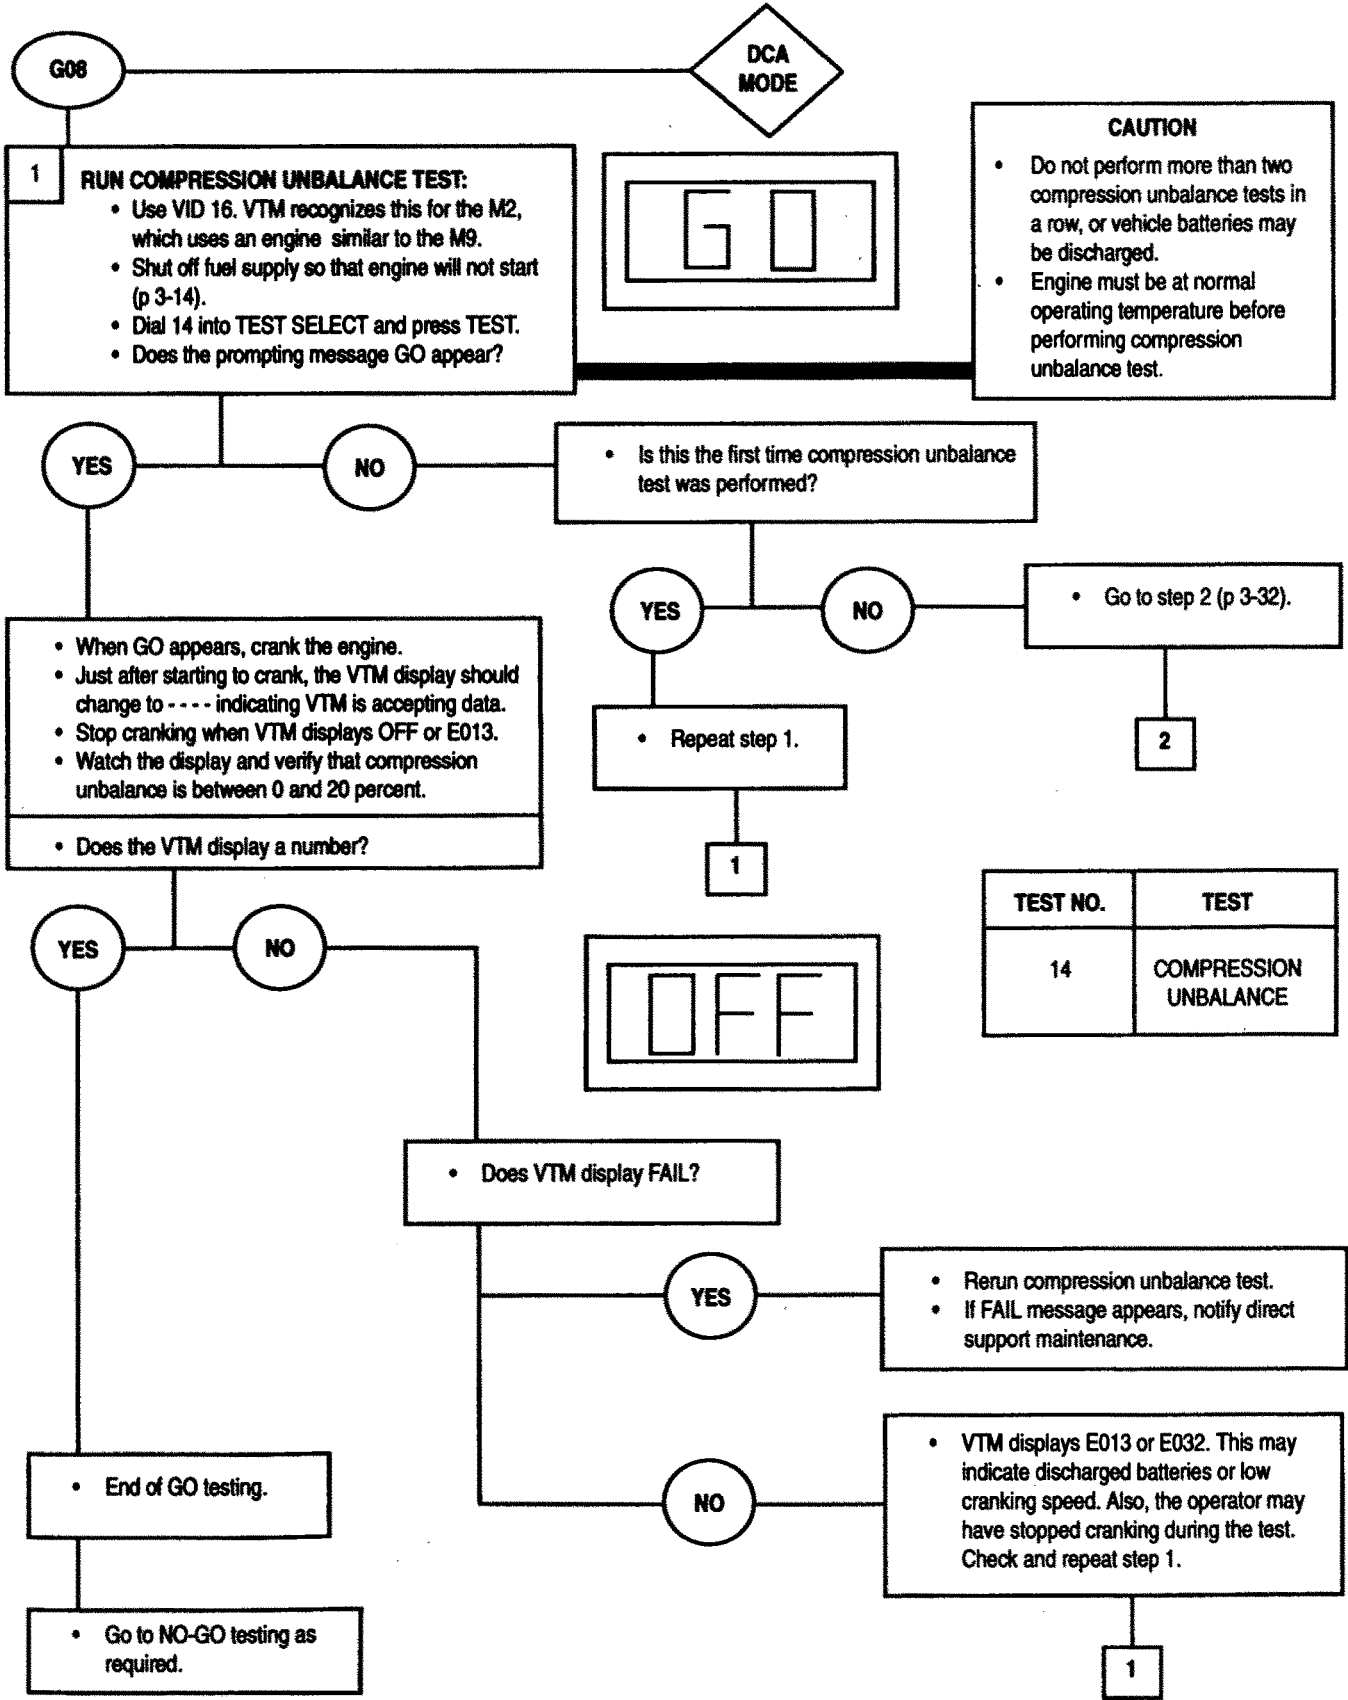 G08
DCA
MODE
1
RUN COMPRESSION UNBALANCE TEST:
• Use VID 16. VTM recognizes this for the M2,
which uses an engine similar to the M9.
• Shut off fuel supply so that engine will not start
(p 3-14).
• Dial 14 into TEST SELECT and press TEST.
• Does the prompting message GO appear?
GO
CAUTION
• Do not perform more than two
compression unbalance tests in
a row, or vehicle batteries may
be discharged.
• Engine must be at normal
operating temperature before
performing compression
unbalance test.
YES
NO
• Is this the first time compression unbalance
test was performed?
YES
NO
• Go to step 2 (p 3-32).
2
• Repeat step 1.
1
• When GO appears, crank the engine.
• Just after starting to crank, the VTM display should
change to - - - - indicating VTM is accepting data.
• Stop cranking when VTM displays OFF or E013.
• Watch the display and verify that compression
unbalance is between 0 and 20 percent.
• Does the VTM display a number?
YES
NO
OFF
TEST NO. TEST
14 COMPRESSION
UNBALANCE
• Does VTM display FAIL?
YES
• Rerun compression unbalance test.
• If FAIL message appears, notify direct
support maintenance.
NO
• VTM displays E013 or E032. This may
indicate discharged batteries or low
cranking speed. Also, the operator may
have stopped cranking during the test.
Check and repeat step 1.
1
• End of GO testing.
• Go to NO-GO testing as
required.